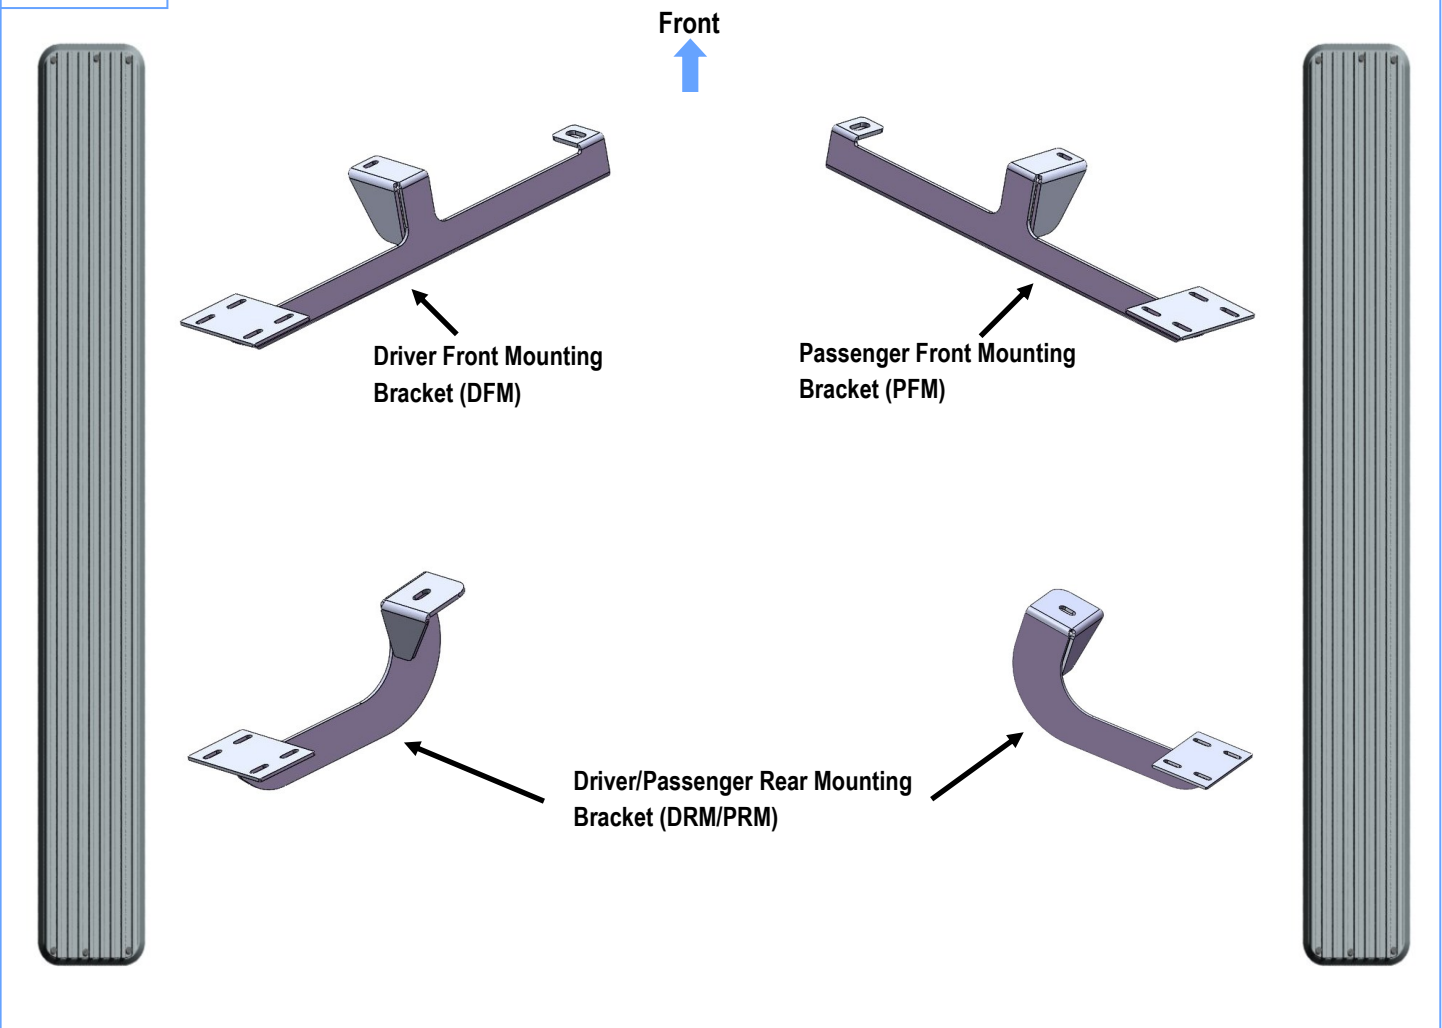 Front
Driver Front Mounting
Bracket (DFM)
Passenger Front Mounting
Bracket (PFM)
Driver/Passenger Rear Mounting
Bracket (DRM/PRM)